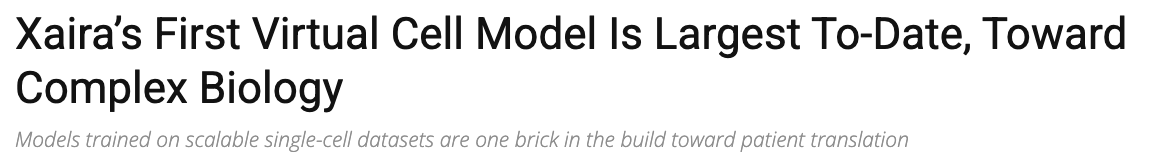 Xaira’s First Virtual Cell Model Is Largest To-Date, Toward
Complex Biology
Models trained on scalable single-cell datasets are one brick in the build toward patient translation